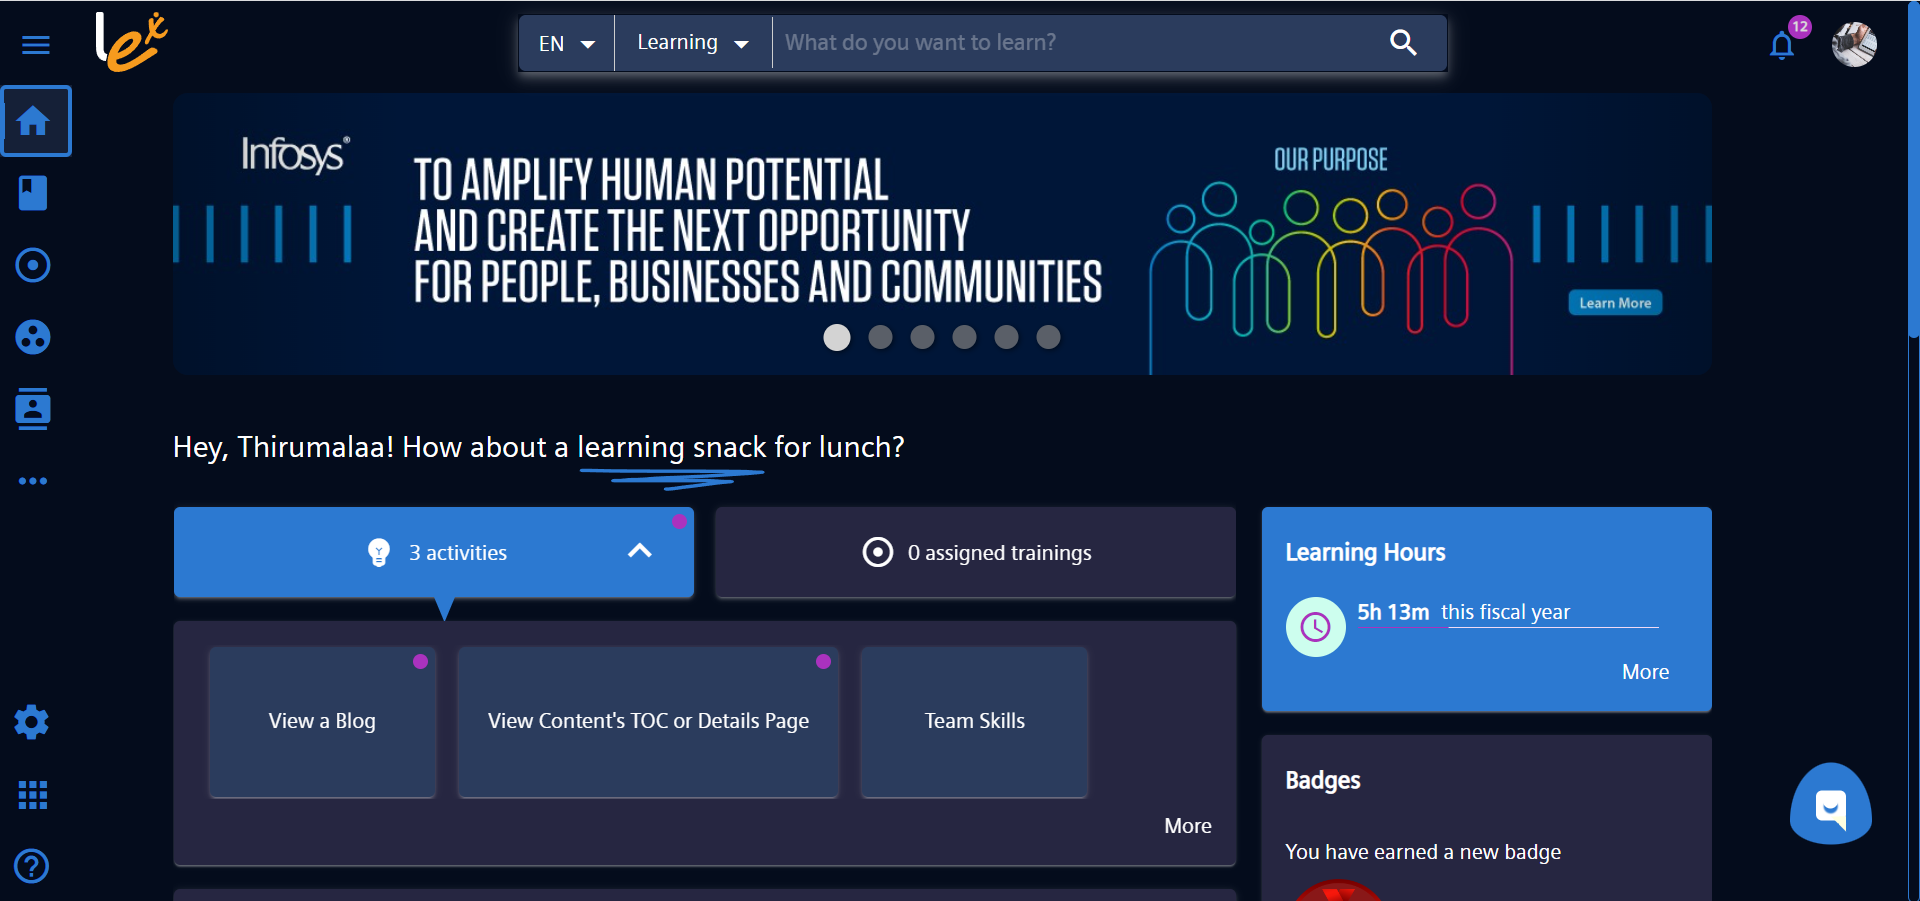 lex
EN
Learning
What do you want to learn?
12
Infosys®
TO AMPLIFY HUMAN POTENTIAL
AND CREATE THE NEXT OPPORTUNITY
FOR PEOPLE, BUSINESSES AND COMMUNITIES
OUR PURPOSE
Learn More
Hey, Thirumalaa! How about a learning snack for lunch?
3 activities
0 assigned trainings
View a Blog
View Content's TOC or Details Page
Team Skills
More
Learning Hours
5h 13m this fiscal year
More
Badges
You have earned a new badge